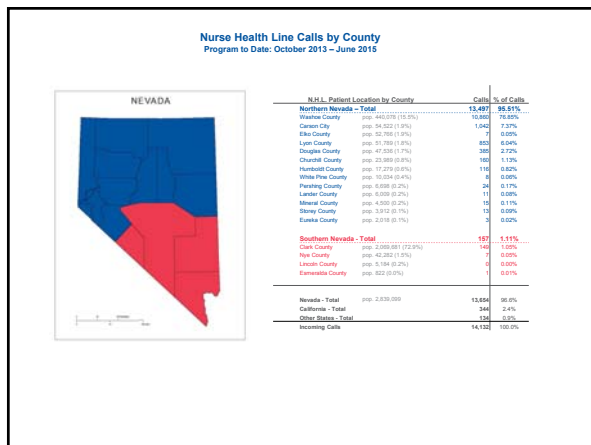 Nurse Health Line Calls by County
Program to Date: October 2013 – June 2015
NEVADA
N.H.L. Patient Location by County Calls % of Calls
Northern Nevada – Total 13,497 95.51%
Washoe County pop. 440,078 (15.5%) 10,860 76.85%
Carson City pop. 54,522 (1.9%) 1,042 7.37%
Elko County pop. 52,766 (1.9%) 7 0.05%
Lyon County pop. 51,789 (1.8%) 853 6.04%
Douglas County pop. 47,536 (1.7%) 385 2.72%
Churchill County pop. 23,989 (0.8%) 160 1.13%
Humboldt County pop. 17,279 (0.6%) 116 0.82%
White Pine County pop. 10,034 (0.4%) 8 0.06%
Pershing County pop. 6,698 (0.2%) 24 0.17%
Lander County pop. 6,009 (0.2%) 11 0.08%
Mineral County pop. 4,500 (0.2%) 15 0.11%
Storey County pop. 3,912 (0.1%) 13 0.09%
Eureka County pop. 2,018 (0.1%) 3 0.02%
Southern Nevada - Total 157 1.11%
Clark County pop. 2,069,681 (72.9%) 149 1.05%
Nye County pop. 42,282 (1.5%) 7 0.05%
Lincoln County pop. 5,184 (0.2%) 0 0.00%
Esmeralda County pop. 822 (0.0%) 1 0.01%
Nevada - Total pop. 2,839,099 13,654 96.6%
California - Total 344 2.4%
Other States - Total 134 0.9%
Incoming Calls 14,132 100.0%